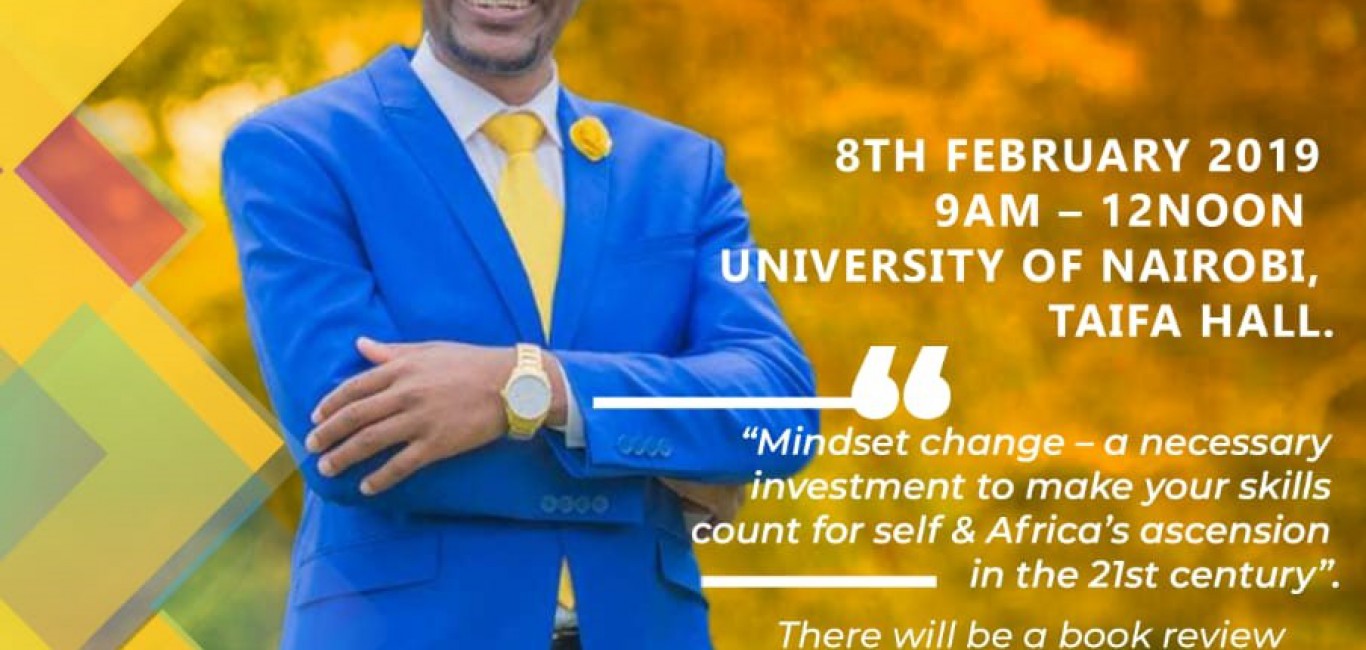 8TH FEBRUARY 2019
9AM – 12NOON
UNIVERSITY OF NAIROBI,
TAIFA HALL.
“Mindset change – a necessary
investment to make your skills
count for self & Africa’s ascension
in the 21st century”.
There will be a book review